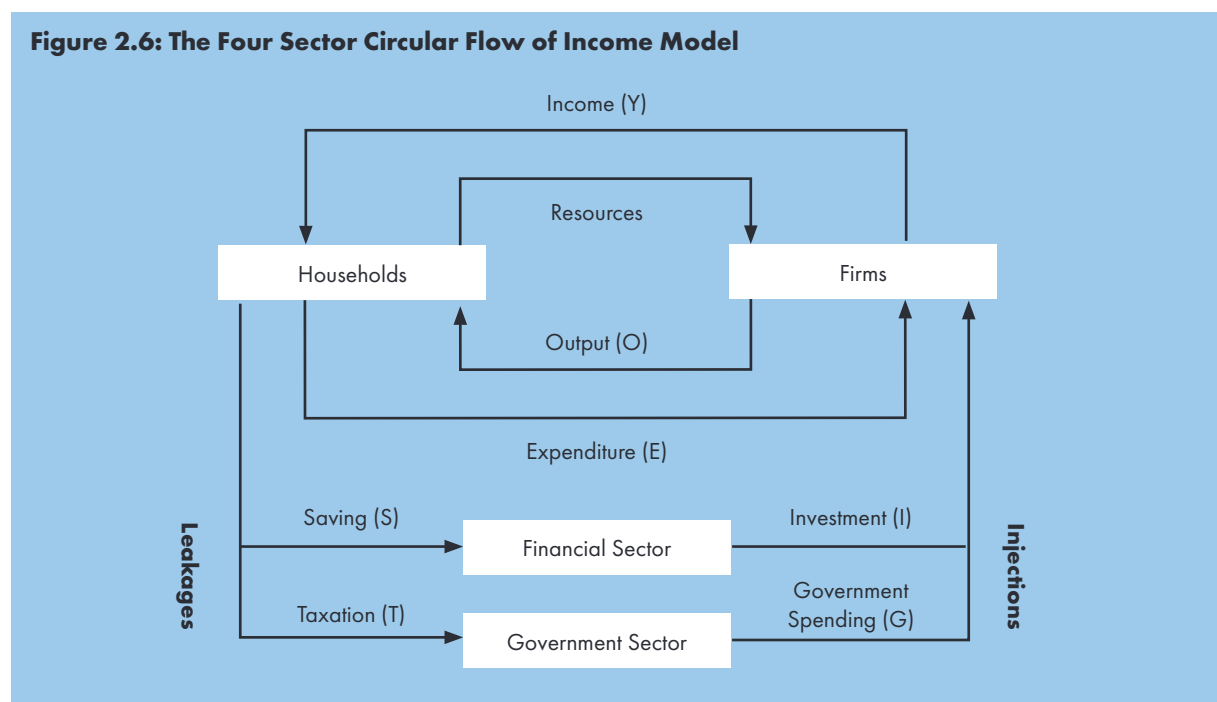 Figure 2.6: The Four Sector Circular Flow of Income Model
Income (Y)
Resources
Households
Firms
Output (O)
Expenditure (E)
Leakages
Saving (S)
Financial Sector
Investment (I)
Injections
Taxation (T)
Government Sector
Government
Spending (G)